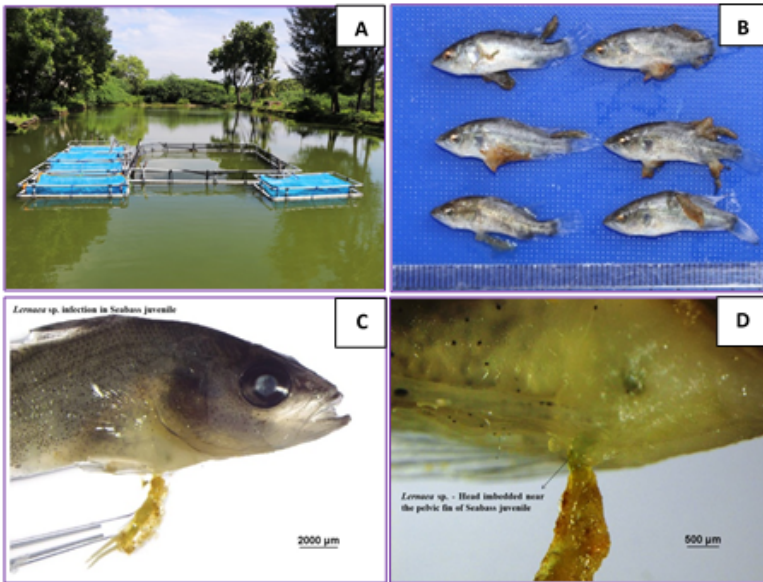 A
B
Lernaea sp. infection in Seabass juvenile
C
2000 µm
D
Lernaea sp. - Head imbedded near
the pelvic fin of Seabass juvenile
500 µm